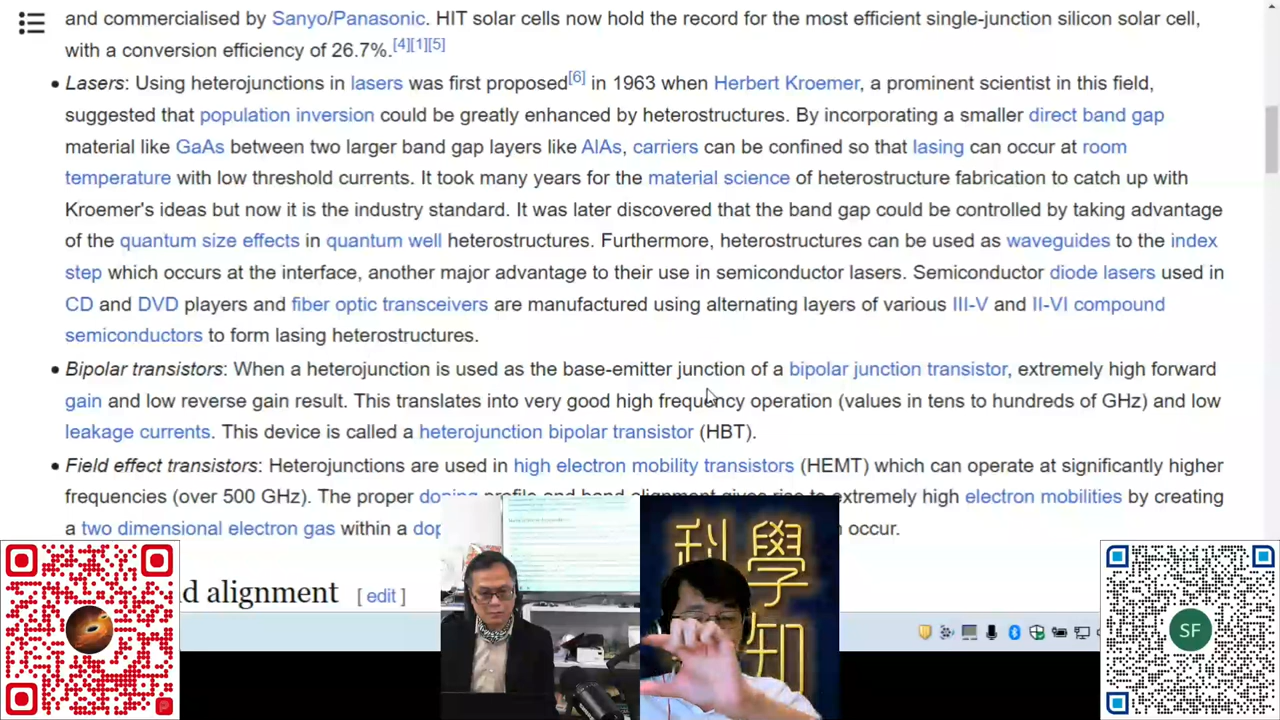 and commercialised by Sanyo/Panasonic. HIT solar cells now hold the record for the most efficient single-junction silicon solar cell,
with a conversion efficiency of 26.7%.[4][1][5]
• Lasers: Using heterojunctions in lasers was first proposed[6] in 1963 when Herbert Kroemer, a prominent scientist in this field,
suggested that population inversion could be greatly enhanced by heterostructures. By incorporating a smaller direct band gap
material like GaAs between two larger band gap layers like AlAs, carriers can be confined so that lasing can occur at room
temperature with low threshold currents. It took many years for the material science of heterostructure fabrication to catch up with
Kroemer's ideas but now it is the industry standard. It was later discovered that the band gap could be controlled by taking advantage
of the quantum size effects in quantum well heterostructures. Furthermore, heterostructures can be used as waveguides to the index
step which occurs at the interface, another major advantage to their use in semiconductor lasers. Semiconductor diode lasers used in
CD and DVD players and fiber optic transceivers are manufactured using alternating layers of various III-V and II-VI compound
semiconductors to form lasing heterostructures.
• Bipolar transistors: When a heterojunction is used as the base-emitter junction of a bipolar junction transistor, extremely high forward
gain and low reverse gain result. This translates into very good high frequency operation (values in tens to hundreds of GHz) and low
leakage currents. This device is called a heterojunction bipolar transistor (HBT).
• Field effect transistors: Heterojunctions are used in high electron mobility transistors (HEMT) which can operate at significantly higher
frequencies (over 500 GHz). The proper doping profile and band alignment gives rise to extremely high electron mobilities by creating
a two dimensional electron gas within a dop occur.
d alignment [ edit ]
科學
知
SF